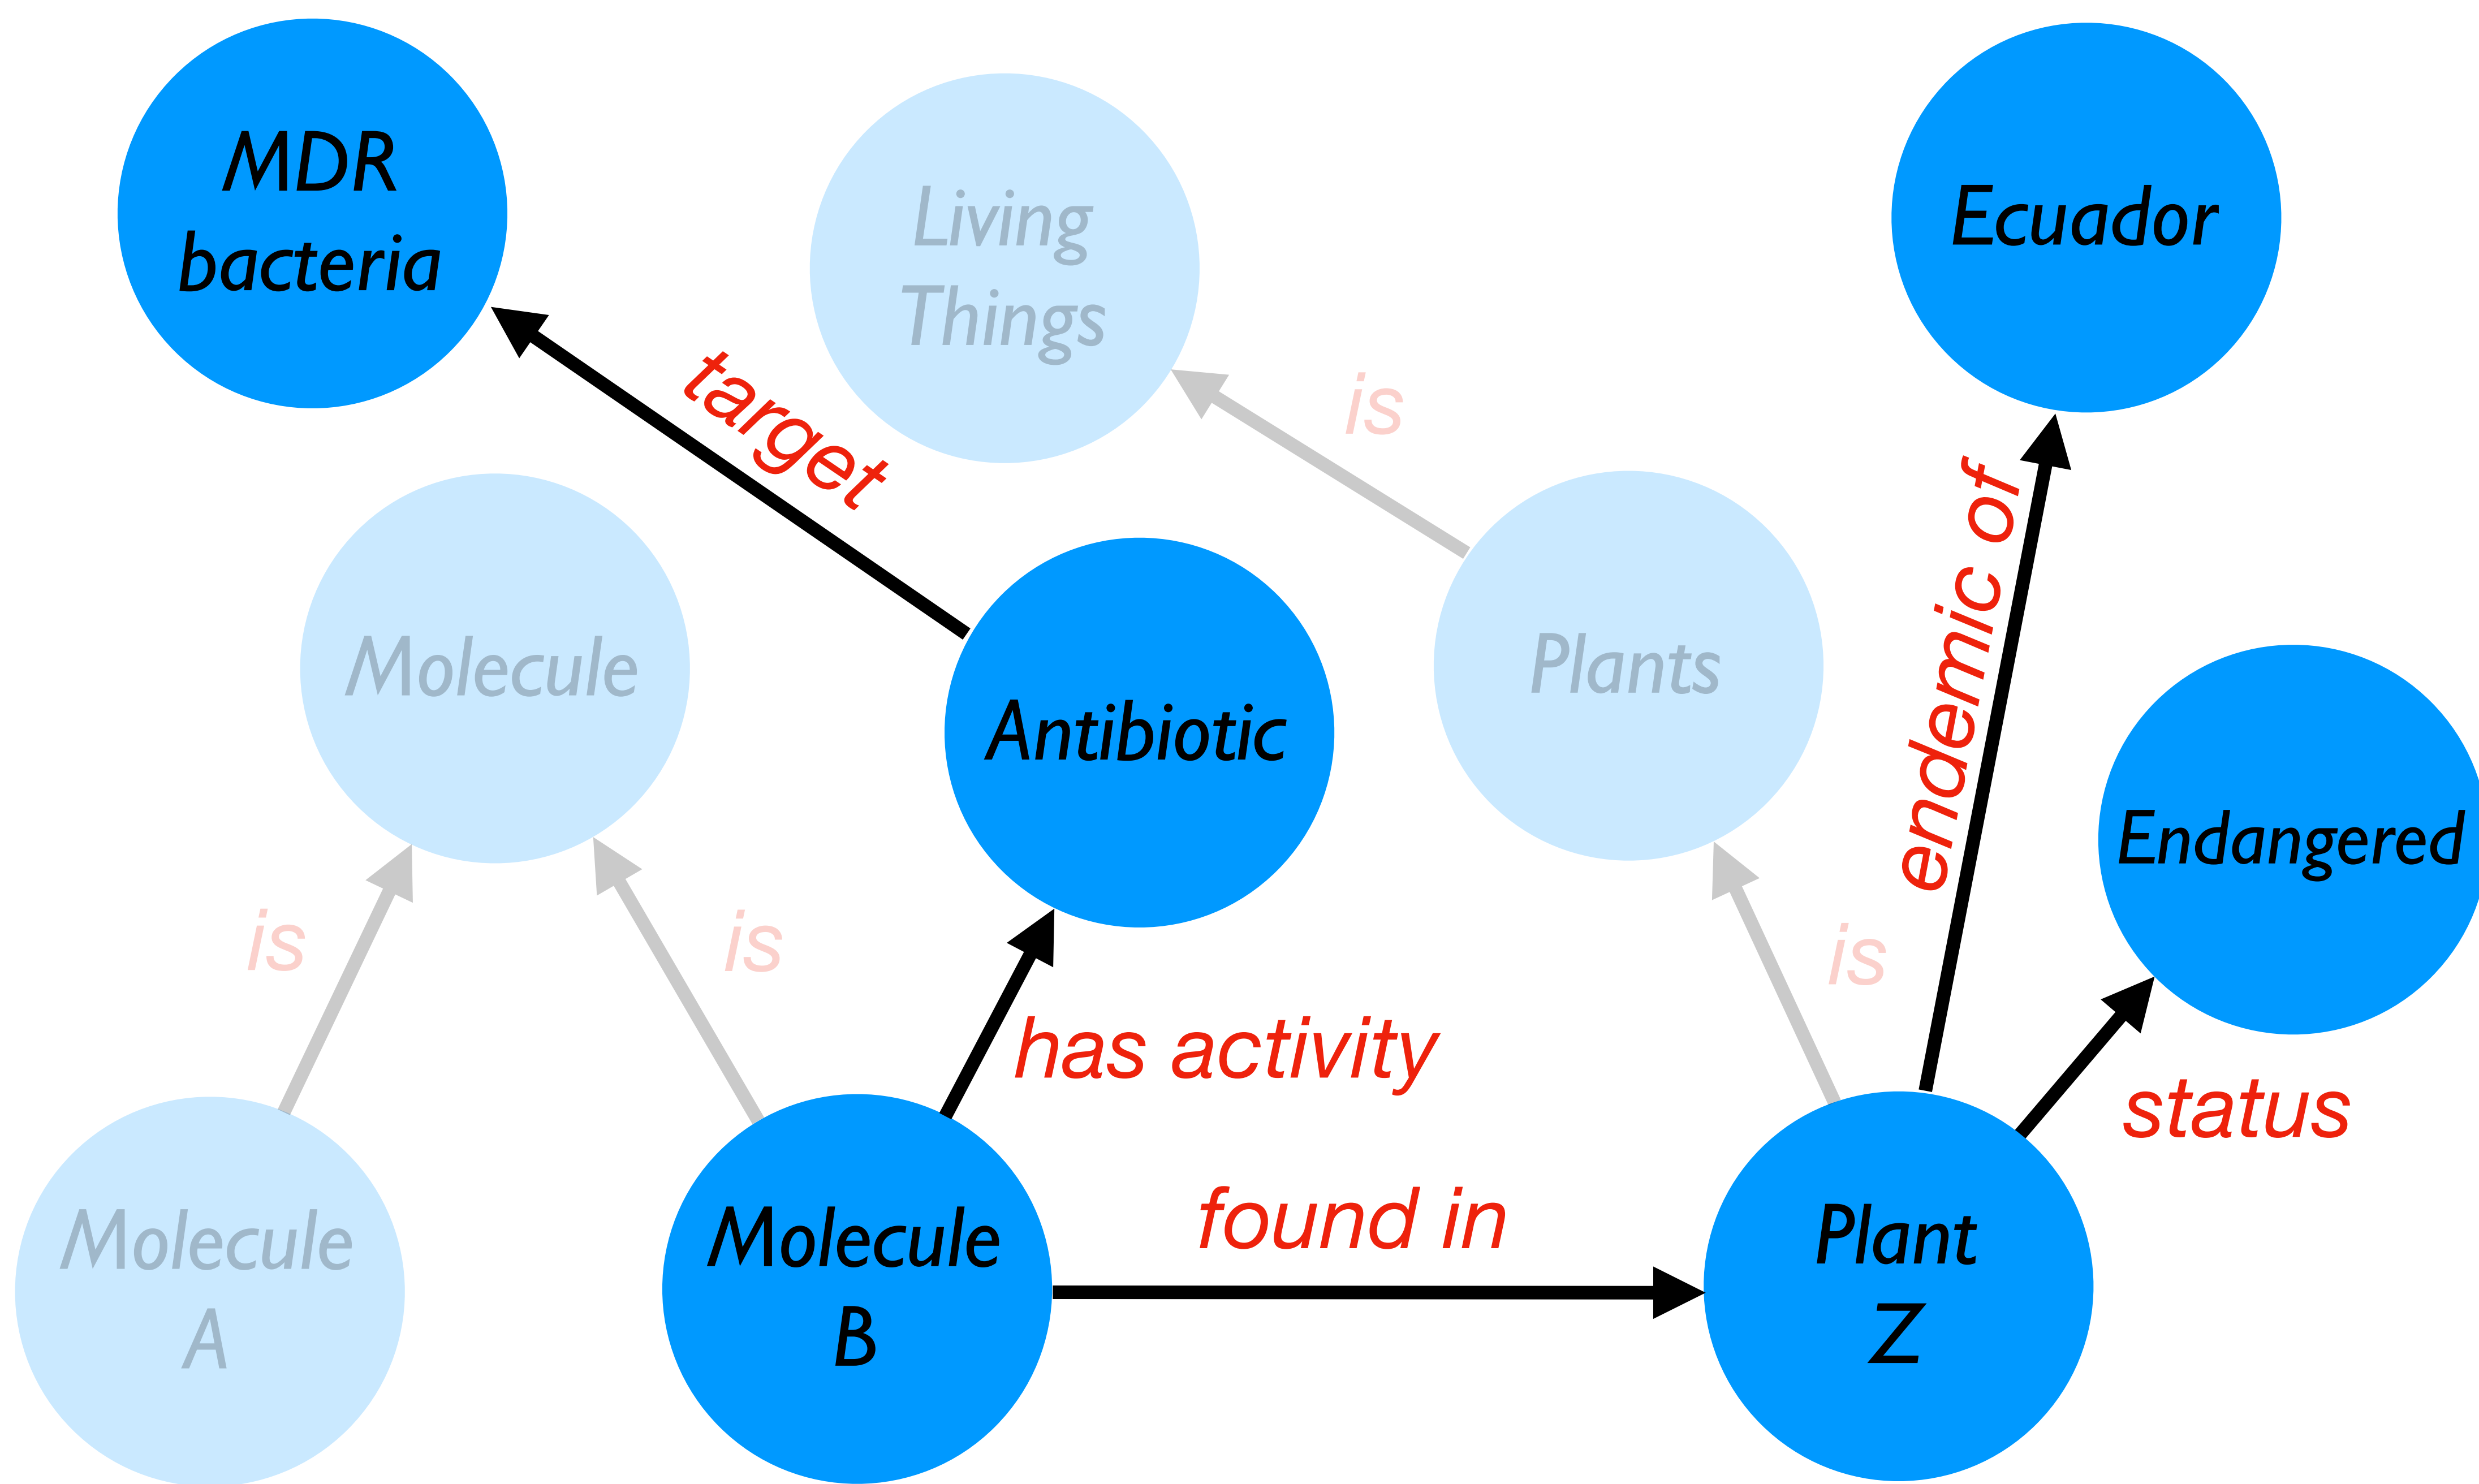 MDR
bacteria
Living
Things
Ecuador
target
is
Molecule
Antibiotic
Plants
endemic of
Endangered
is
is
is
has activity
status
found in
Molecule
A
Molecule
B
Plant
Z